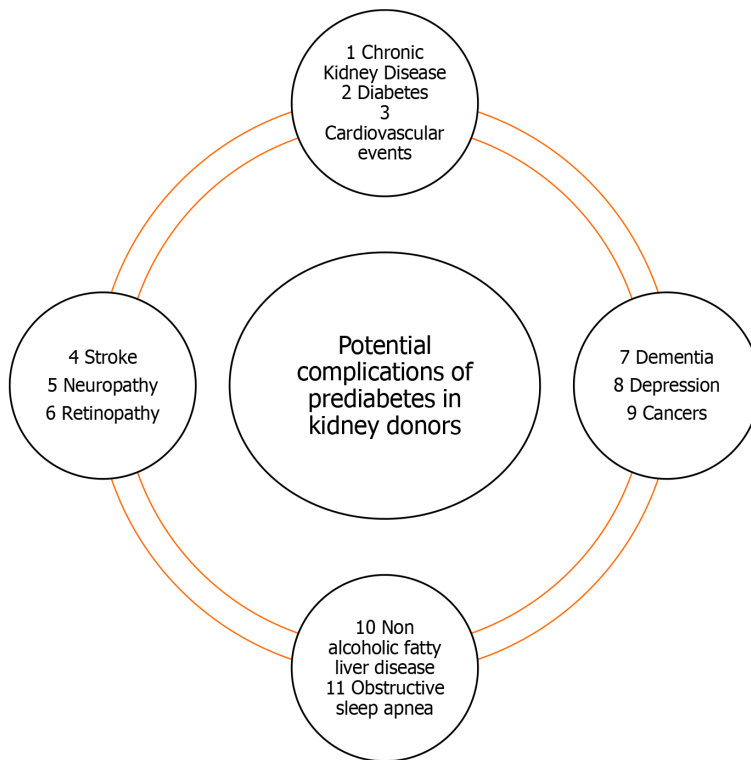 1 Chronic
Kidney Disease
2 Diabetes
3
Cardiovascular
events
4 Stroke
5 Neuropathy
6 Retinopathy
Potential
complications of
prediabetes in
kidney donors
7 Dementia
8 Depression
9 Cancers
10 Non
alcoholic fatty
liver disease
11 Obstructive
sleep apnea